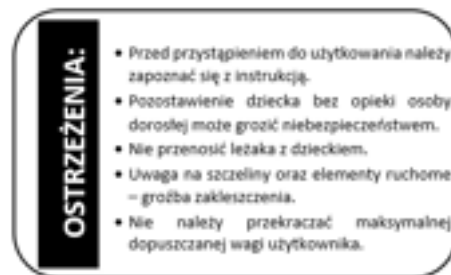 OSTRZEŻENIA:
• Przed przystąpieniem do użytkowania należy
zapoznać się z instrukcją.
• Pozostawienie dziecka bez opieki osoby
dorosłej może grozić niebezpieczeństwem.
• Nie przenosić leżaka z dzieckiem.
• Uwaga na szczeliny oraz elementy ruchome
– groźba zakleszczenia.
• Nie należy przekraczać maksymalnej
dopuszczanej wagi użytkownika.